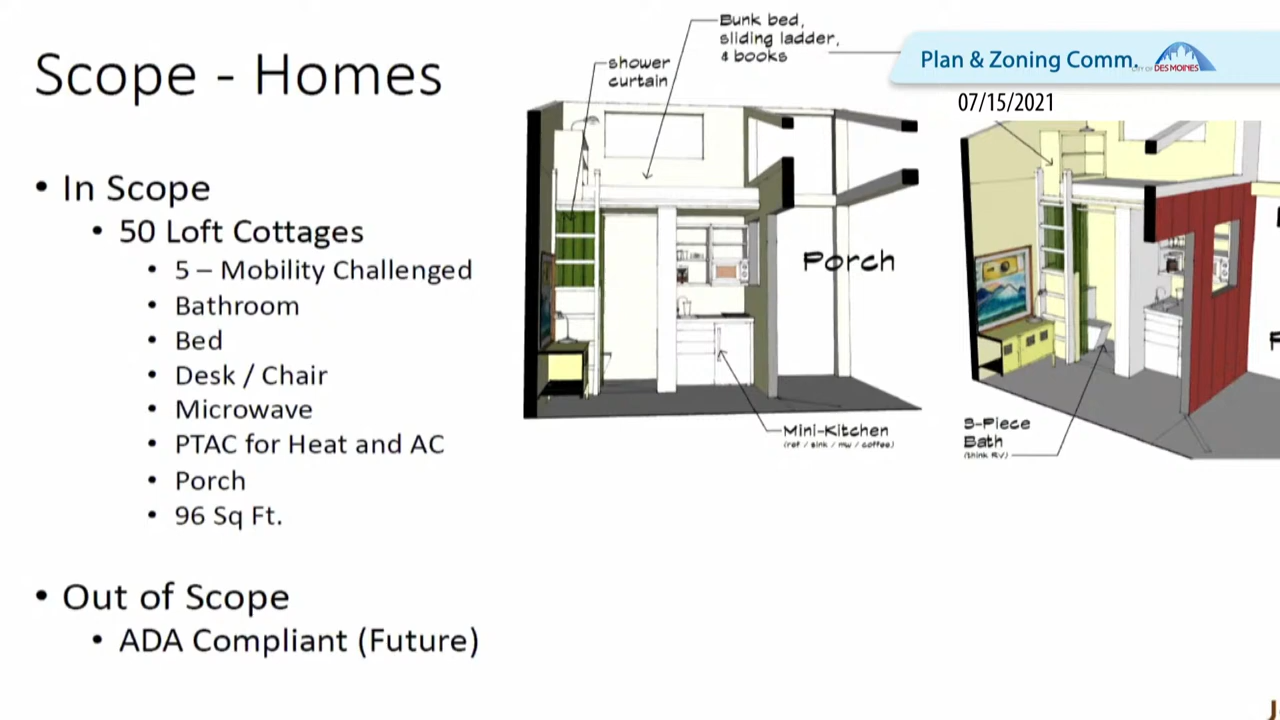 Scope - Homes
• In Scope
• 50 Loft Cottages
• 5 – Mobility Challenged
• Bathroom
• Bed
• Desk / Chair
• Microwave
• PTAC for Heat and AC
• Porch
• 96 Sq Ft.
• Out of Scope
• ADA Compliant (Future)
shower
curtain
Bunk bed,
sliding ladder,
& books
Porch
Mini-Kitchen
(ref / sink / mw / coffee)
Plan & Zoning Comm.
CITY OF DES MOINES
07/15/2021
3-Piece
Bath
(think RV)